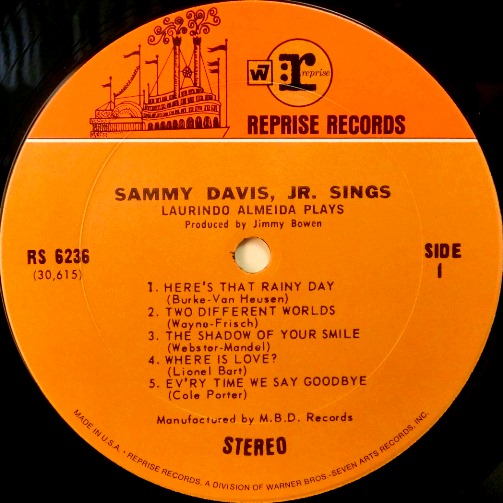 W7
r reprise
REPRISE RECORDS
SAMMY DAVIS, JR. SINGS
LAURINDO ALMEIDA PLAYS
Produced by Jimmy Bowen
RS 6236
(30,615)
SIDE
1
1. HERE'S THAT RAINY DAY
(Burke-Van Heusen)
2. TWO DIFFERENT WORLDS
(Wayne-Frisch)
3. THE SHADOW OF YOUR SMILE
(Webster-Mandel)
4. WHERE IS LOVE?
(Lionel Bart)
5. EV'RY TIME WE SAY GOODBYE
(Cole Porter)
Manufactured by M.B.D. Records
STEREO
MADE IN U.S.A. • REPRISE RECORDS, A DIVISION OF WARNER BROS.-SEVEN ARTS RECORDS, INC.